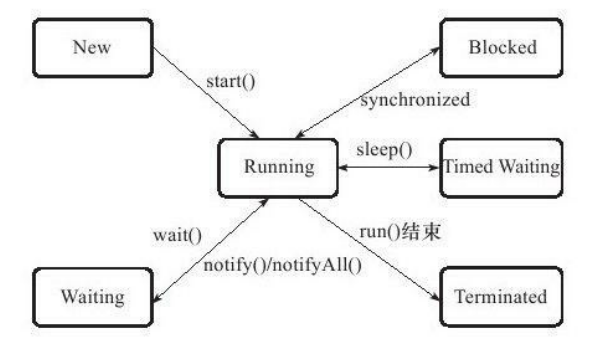 New
Blocked
start()
synchronized
Running
sleep()
Timed Waiting
wait()
run()结束
notify()/notifyAll()
Waiting
Terminated